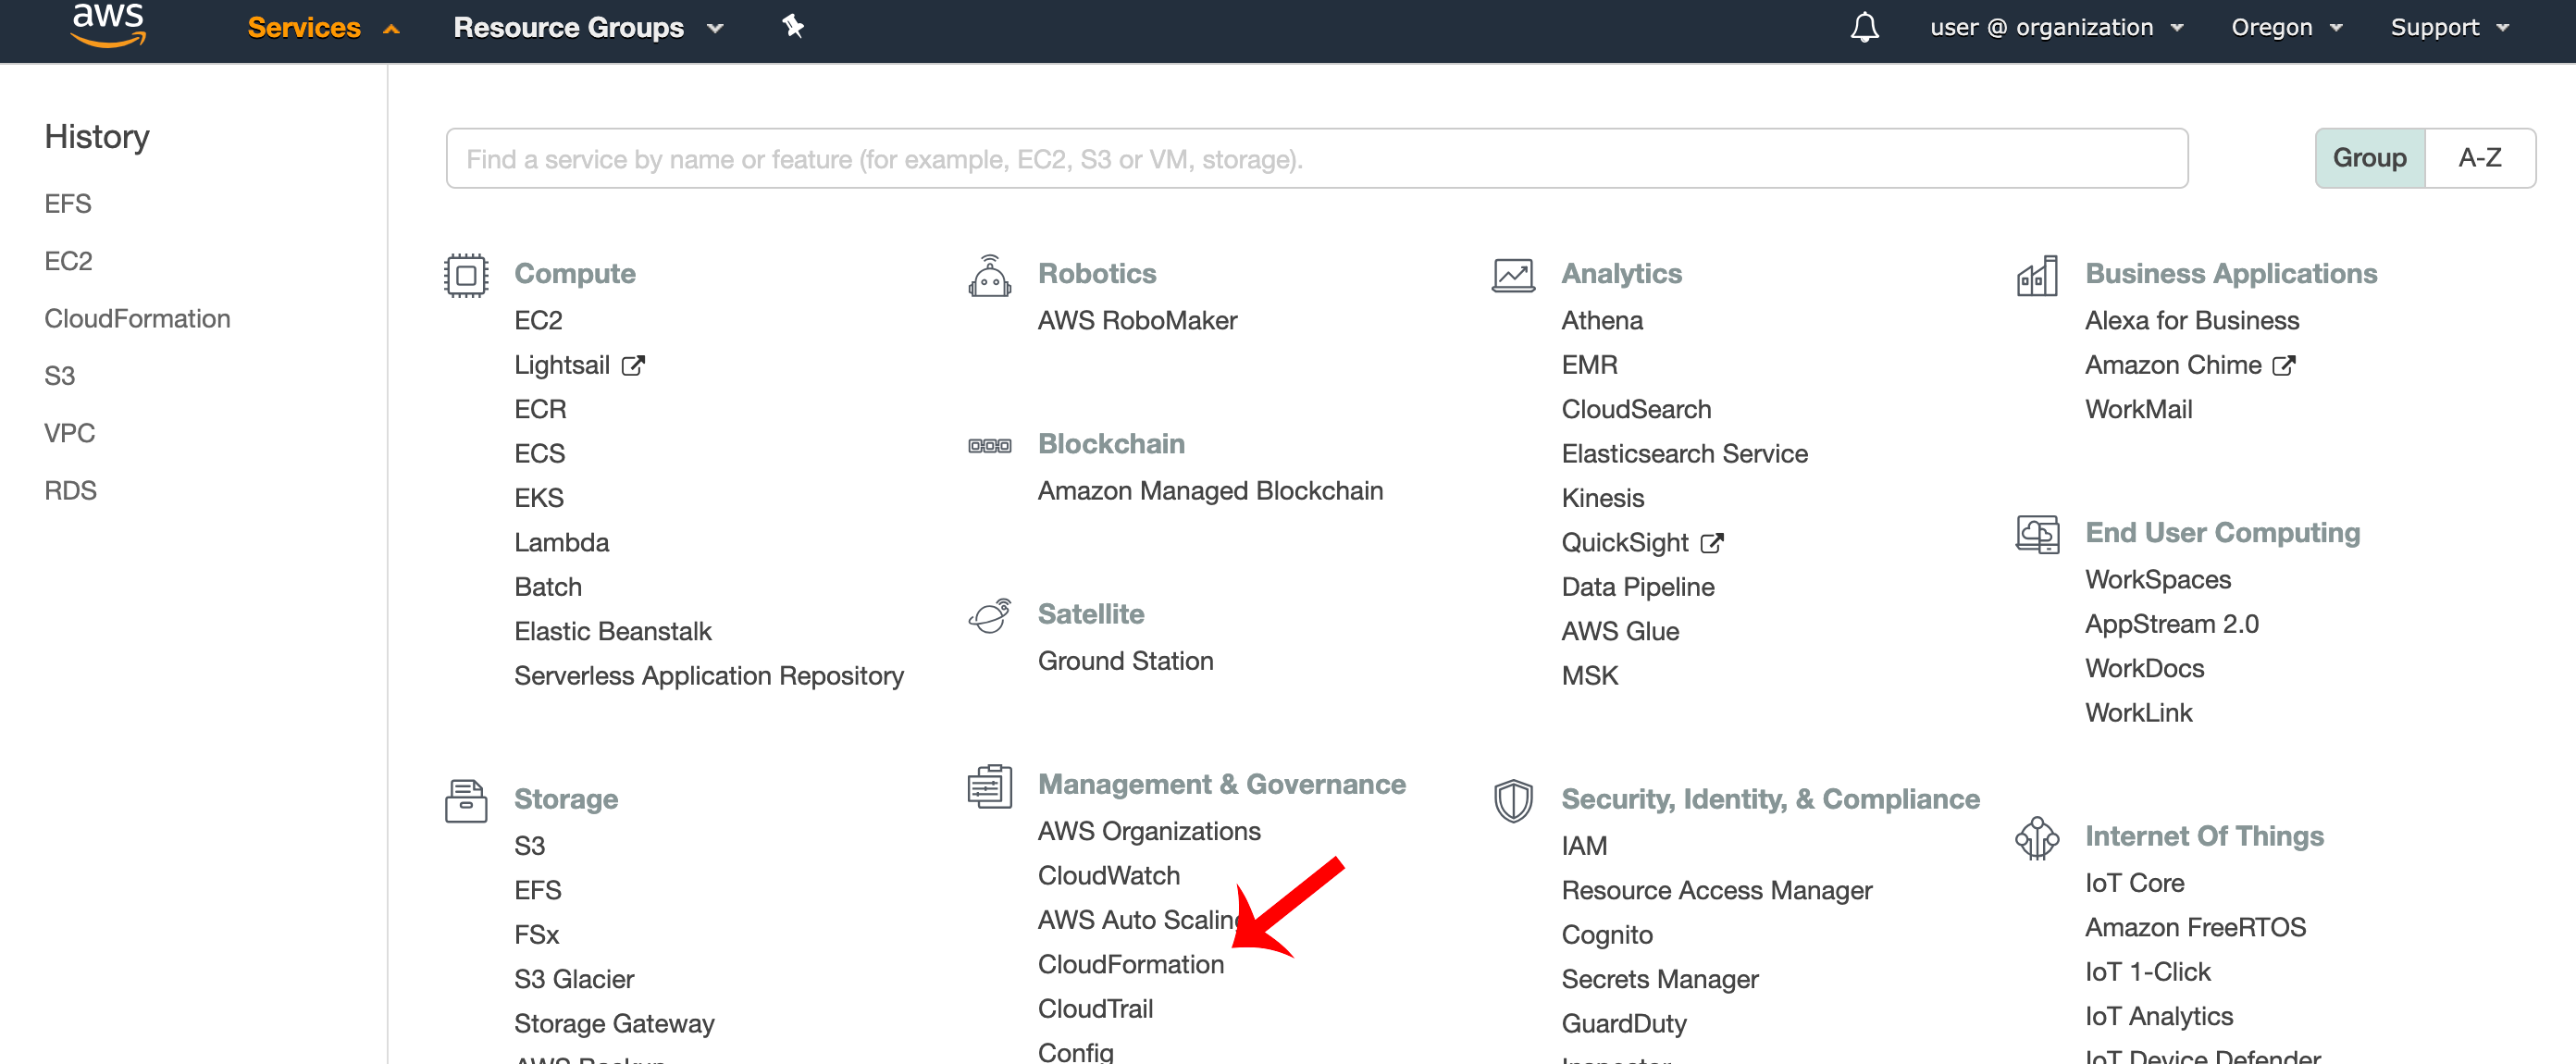 aws
Services
Resource Groups
user @ organization
Oregon
Support
History
EFS
EC2
CloudFormation
S3
VPC
RDS
Find a service by name or feature (for example, EC2, S3 or VM, storage).
Group
A-Z
Compute
EC2
Lightsail
ECR
ECS
EKS
Lambda
Batch
Elastic Beanstalk
Serverless Application Repository
Storage
S3
EFS
FSx
S3 Glacier
Storage Gateway
AWS Backup
Robotics
AWS RoboMaker
Blockchain
Amazon Managed Blockchain
Satellite
Ground Station
Management & Governance
AWS Organizations
CloudWatch
AWS Auto Scaling
CloudFormation
CloudTrail
Config
Analytics
Athena
EMR
CloudSearch
Elasticsearch Service
Kinesis
QuickSight
Data Pipeline
AWS Glue
MSK
Security, Identity, & Compliance
IAM
Resource Access Manager
Cognito
Secrets Manager
GuardDuty
Inspector
Business Applications
Alexa for Business
Amazon Chime
WorkMail
End User Computing
WorkSpaces
AppStream 2.0
WorkDocs
WorkLink
Internet Of Things
IoT Core
Amazon FreeRTOS
IoT 1-Click
IoT Analytics
IoT Device Defender